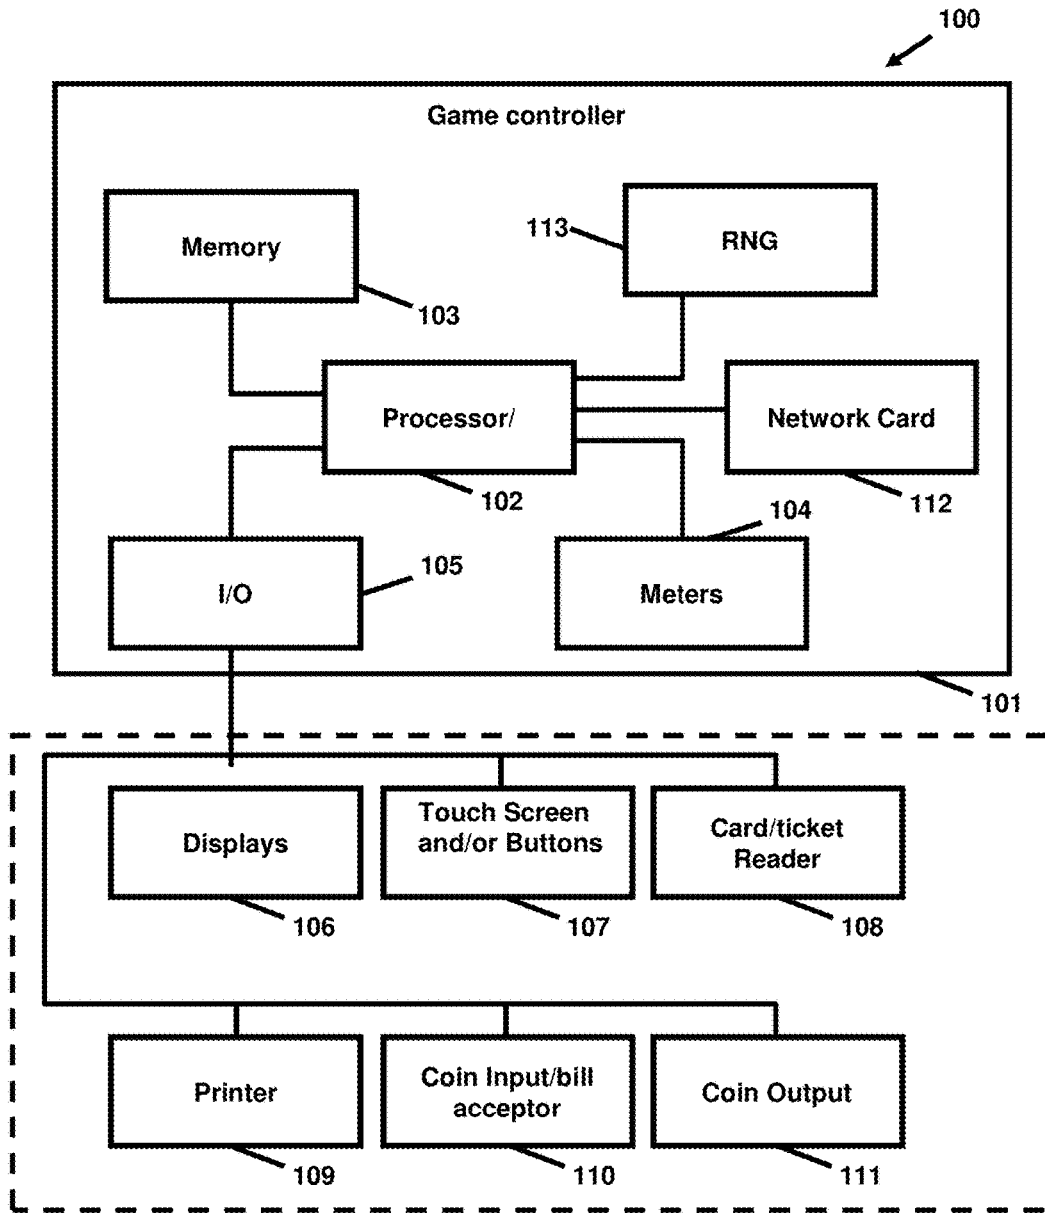 100
Game controller
Memory
RNG
113
103
Processor/
Network Card
102
112
104
I/O
105
Meters
101
Displays
Touch Screen
and/or Buttons
Card/ticket
Reader
106
107
108
Printer
Coin Input/bill
acceptor
Coin Output
109
110
111